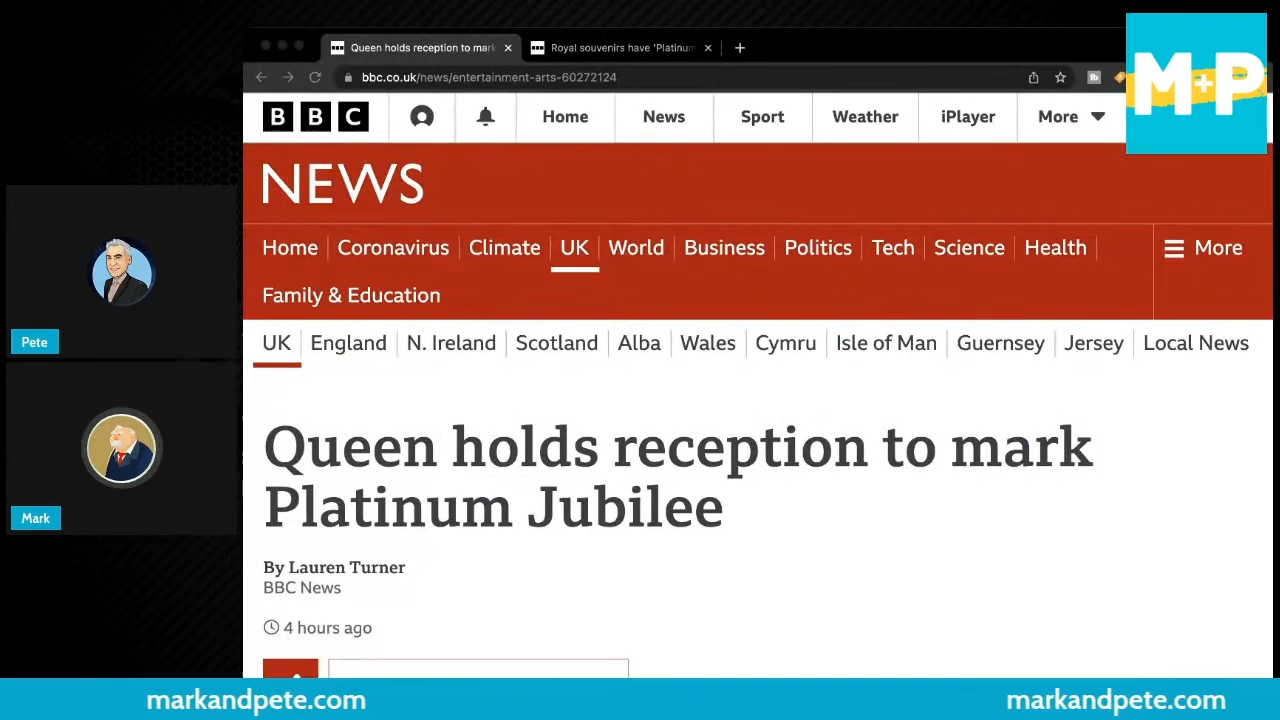 Queen holds reception to mark
Royal souvenirs have 'Platinum
bbc.co.uk/news/entertainment-arts-60272124
M+P
BBC
Home
News
Sport
Weather
iPlayer
More
NEWS
Home
Coronavirus
Climate
UK
World
Business
Politics
Tech
Science
Health
More
Family & Education
UK
England
N. Ireland
Scotland
Alba
Wales
Cymru
Isle of Man
Guernsey
Jersey
Local News
Pete
Mark
Queen holds reception to mark
Platinum Jubilee
By Lauren Turner
BBC News
4 hours ago
markandpete.com
markandpete.com